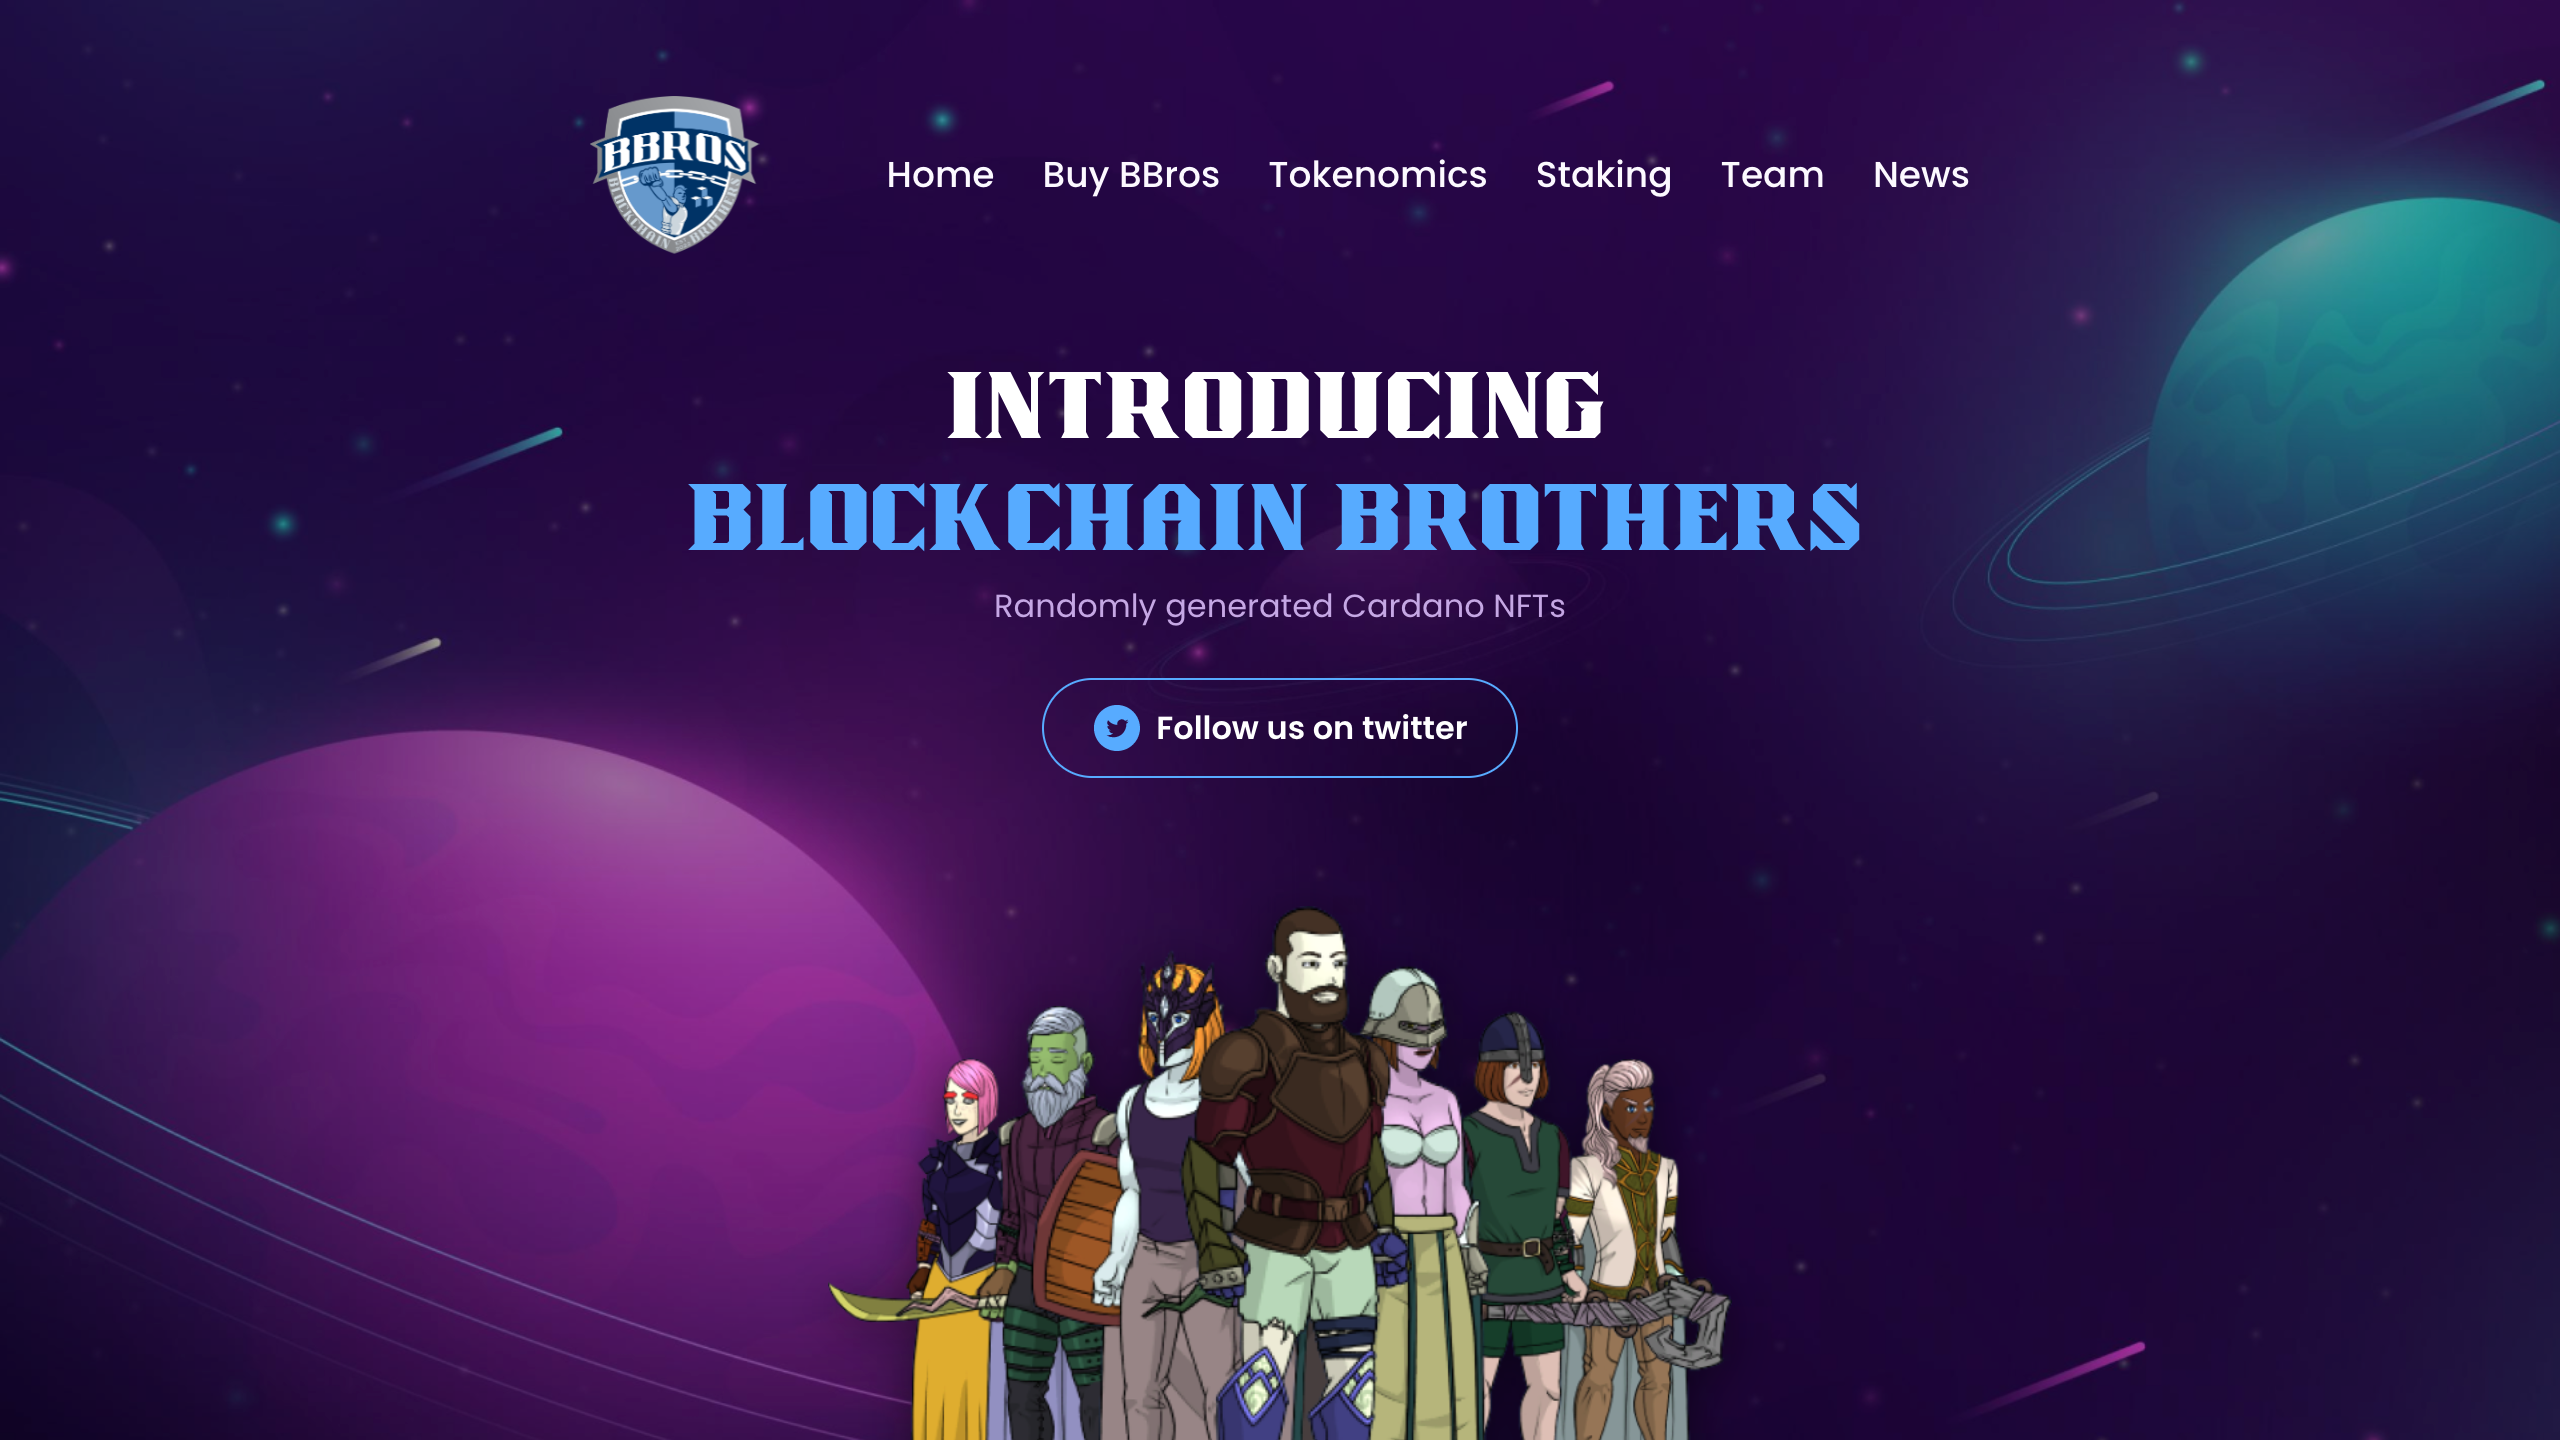 BBROS
BLOCKCHAIN BROTHERS
Home Buy BBros Tokenomics Staking Team News
INTRODUCING
BLOCKCHAIN BROTHERS
Randomly generated Cardano NFTs
Follow us on twitter